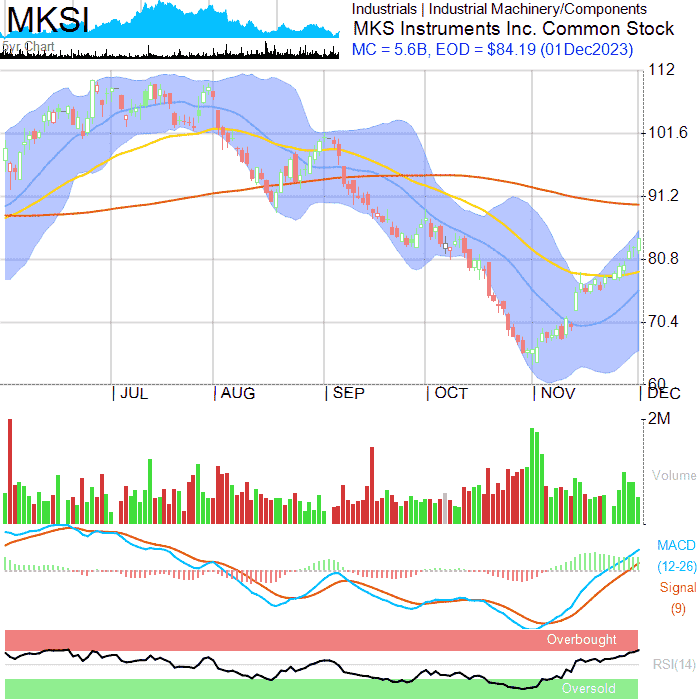 MKSI
5yr Chart
Industrials | Industrial Machinery/Components
MKS Instruments Inc. Common Stock
MC = 5.6B, EOD = $84.19 (01Dec2023)
112
101.6
91.2
80.8
70.4
60
JUL AUG SEP OCT NOV DEC
2M
Volume
MACD
(12-26)
Signal
(9)
Overbought
RSI(14)
Oversold